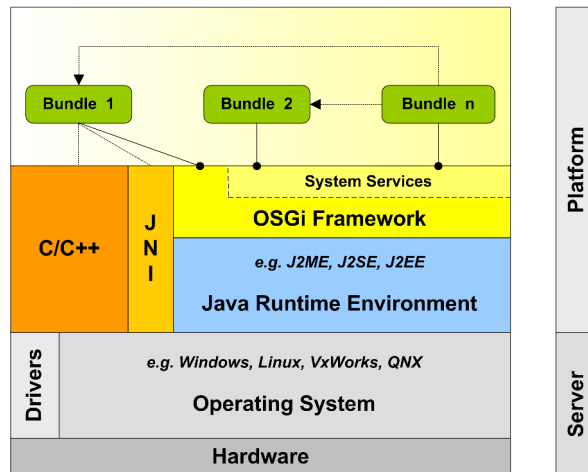 Bundle 1
Bundle 2
Bundle n
System Services
OSGi Framework
C/C++
J
N
I
e.g. J2ME, J2SE, J2EE
Java Runtime Environment
Drivers
e.g. Windows, Linux, VxWorks, QNX
Operating System
Hardware
Platform
Server